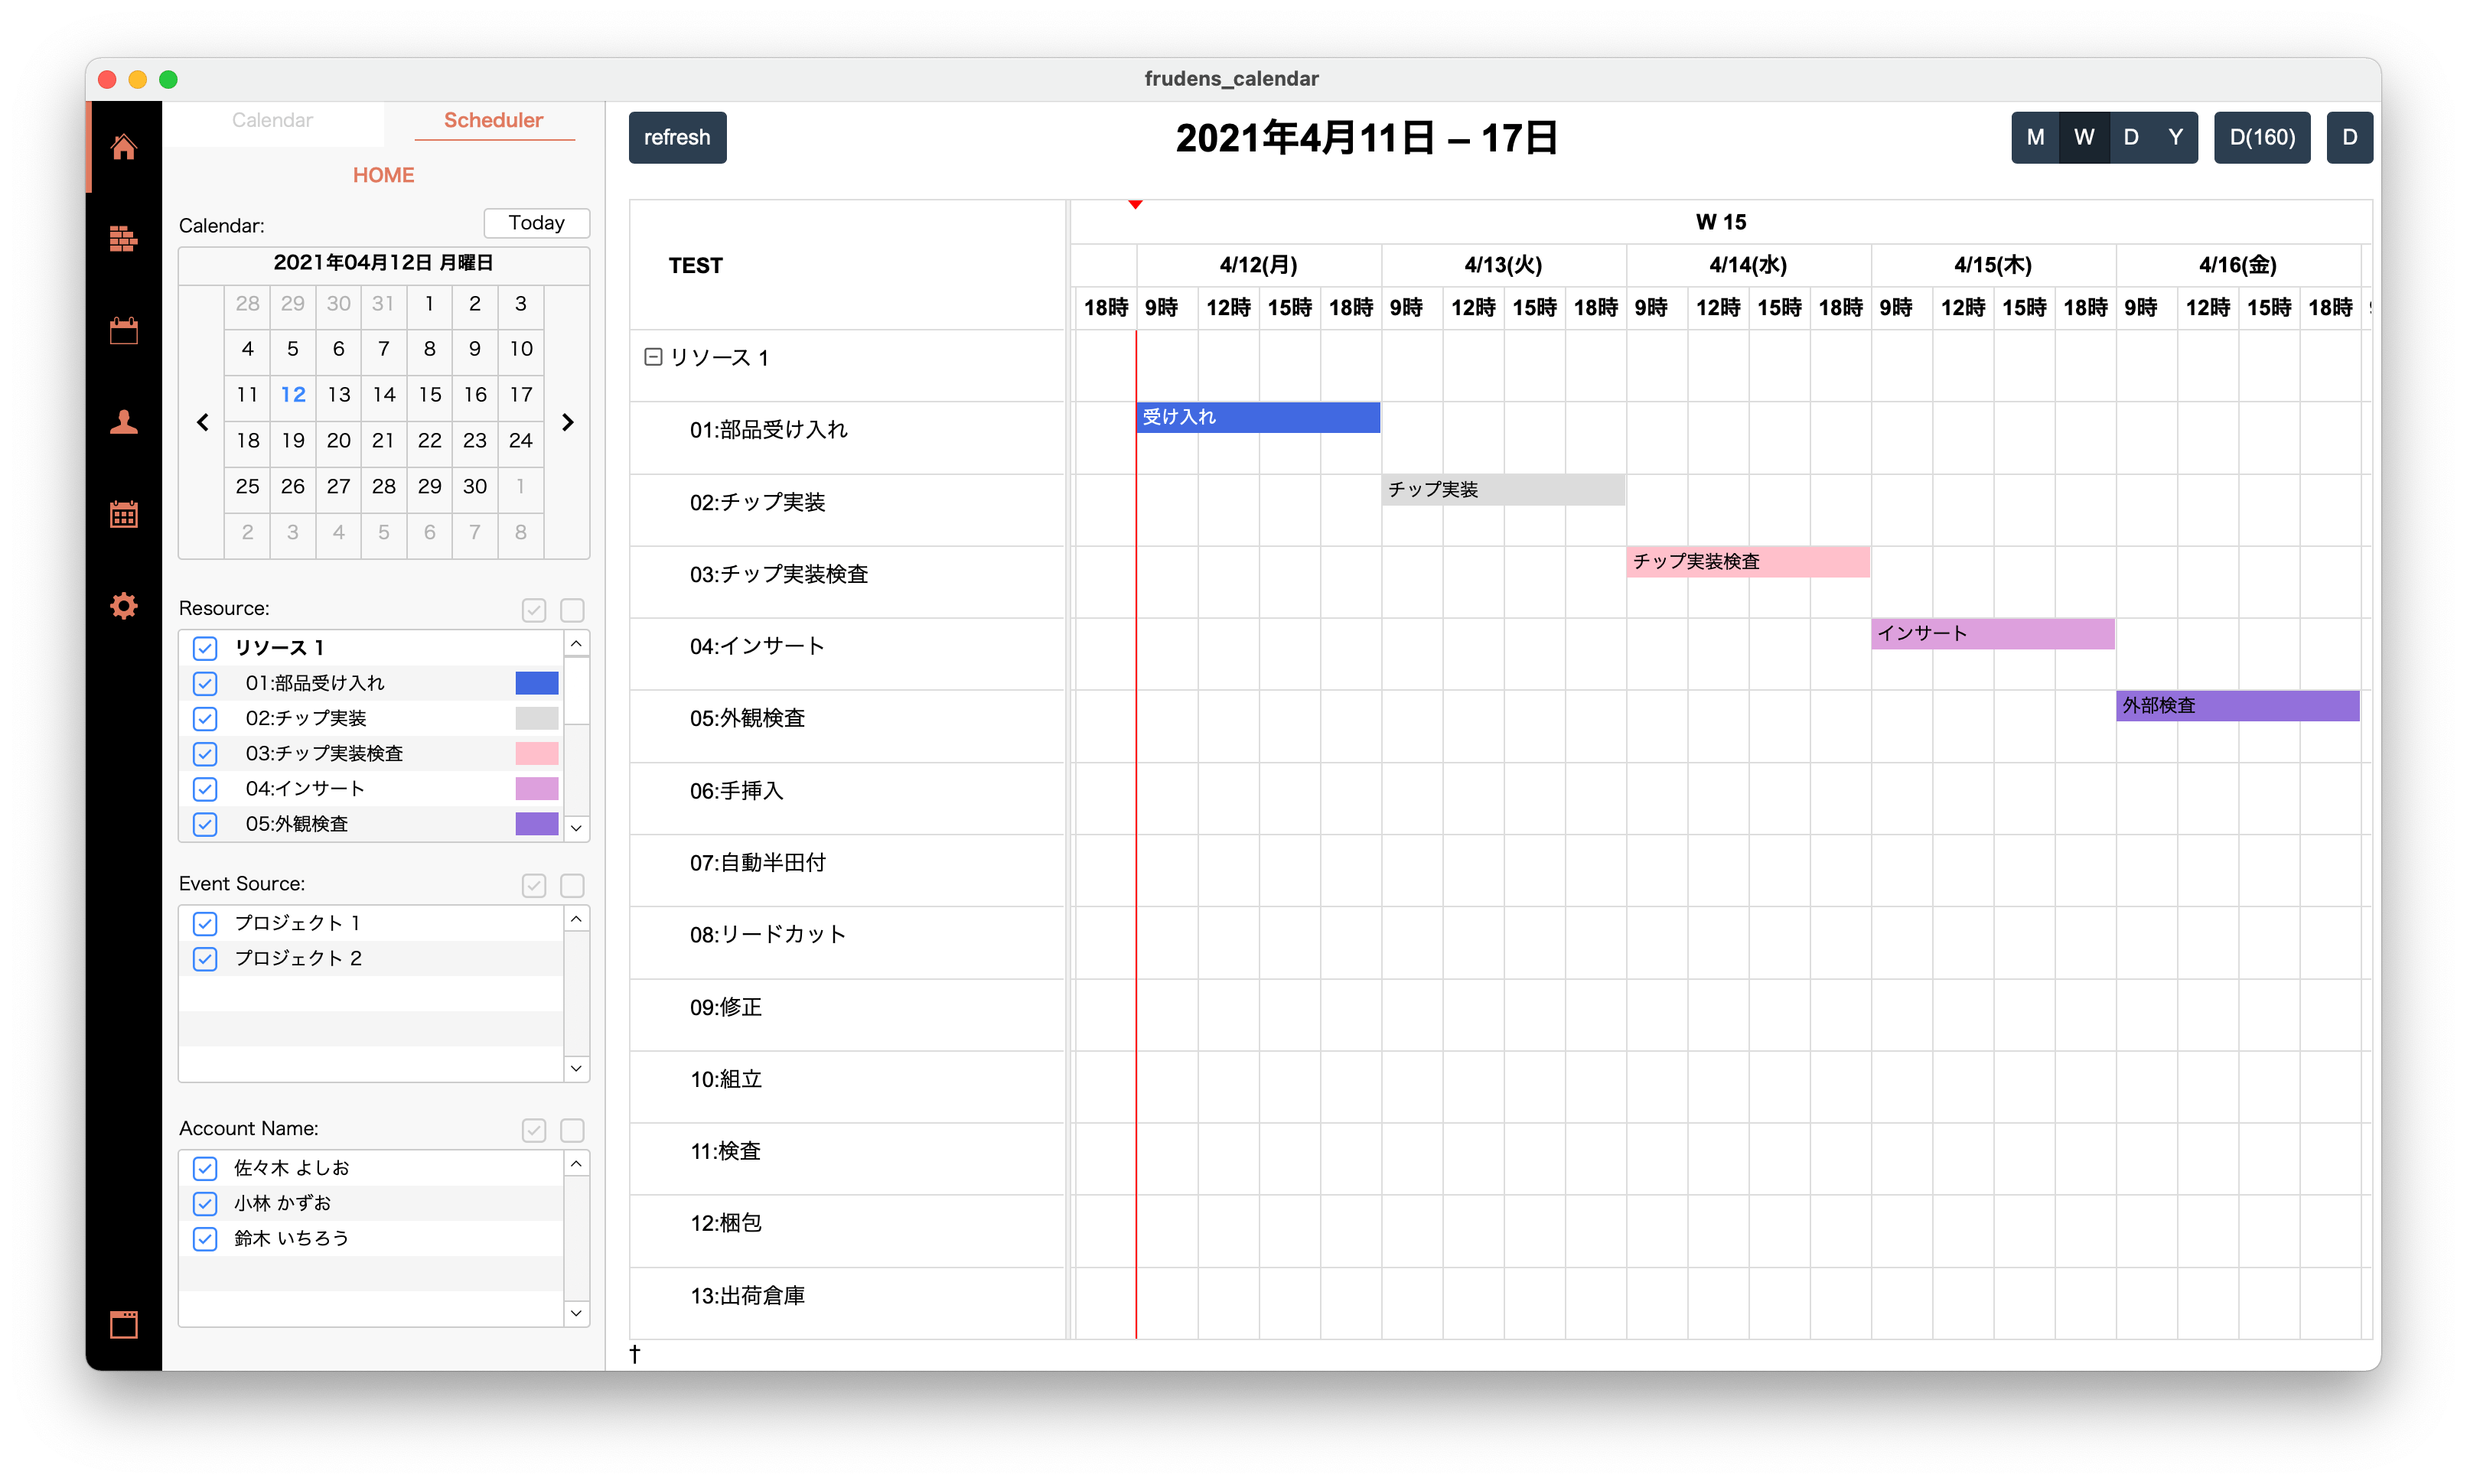 frudens_calendar
Calendar
Scheduler
HOME
Calendar:
Today
2021年04月12日 月曜日
28 29 30 31 1 2 3
4 5 6 7 8 9 10
11 12 13 14 15 16 17
18 19 20 21 22 23 24
25 26 27 28 29 30 1
2 3 4 5 6 7 8
Resource:
リソース 1
01:部品受け入れ
02:チップ実装
03:チップ実装検査
04:インサート
05:外観検査
Event Source:
プロジェクト 1
プロジェクト 2
Account Name:
佐々木 よしお
小林 かずお
鈴木 いちろう
refresh
2021年4月11日 – 17日
M W D Y
D(160)
D
TEST
W 15
4/12(月) 4/13(火) 4/14(水) 4/15(木) 4/16(金)
18時 9時 12時 15時 18時 9時 12時 15時 18時 9時 12時 15時 18時 9時 12時 15時 18時 9時 12時 15時 18時
リソース 1
01:部品受け入れ
受け入れ
02:チップ実装
チップ実装
03:チップ実装検査
チップ実装検査
04:インサート
インサート
05:外観検査
外部検査
06:手挿入
07:自動半田付
08:リードカット
09:修正
10:組立
11:検査
12:梱包
13:出荷倉庫
†